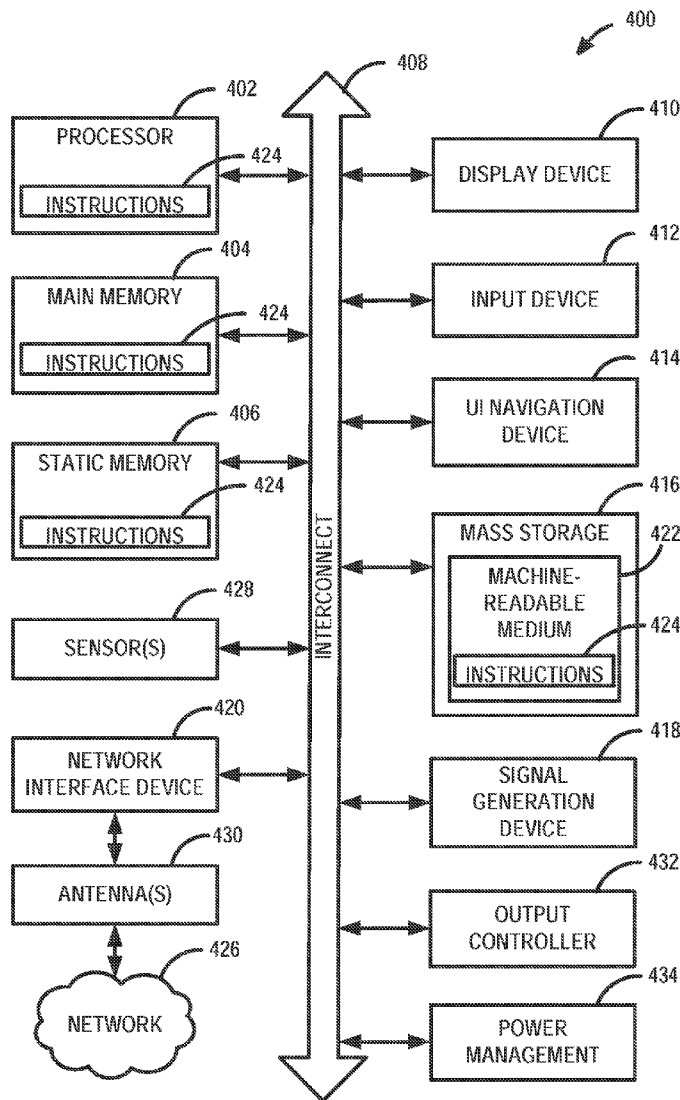 400
408
402
PROCESSOR
424
INSTRUCTIONS
404
MAIN MEMORY
424
INSTRUCTIONS
406
STATIC MEMORY
424
INSTRUCTIONS
428
SENSOR(S)
420
NETWORK
INTERFACE DEVICE
430
ANTENNA(S)
426
NETWORK
INTERCONNECT
410
DISPLAY DEVICE
412
INPUT DEVICE
414
UI NAVIGATION
DEVICE
416
MASS STORAGE
422
MACHINE-
READABLE
MEDIUM
424
INSTRUCTIONS
418
SIGNAL
GENERATION
DEVICE
432
OUTPUT
CONTROLLER
434
POWER
MANAGEMENT